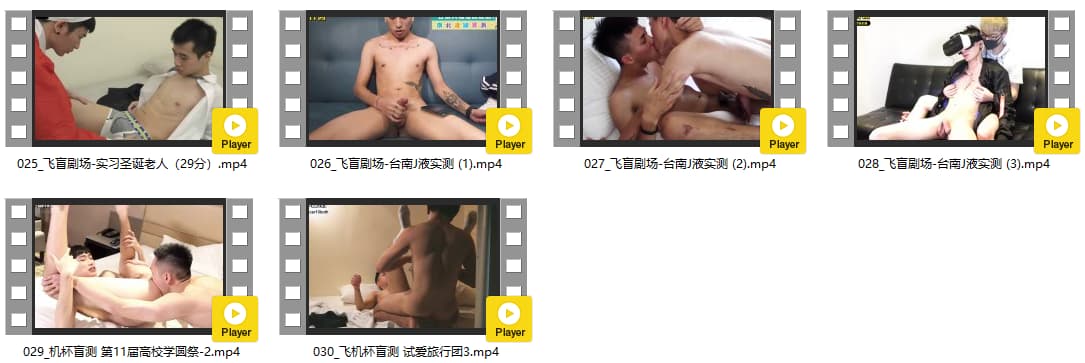 Player
025_飞盲剧场-实习圣诞老人（29分）.mp4
Player
026_飞盲剧场-台南J液实测 (1).mp4
Player
027_飞盲剧场-台南J液实测 (2).mp4
Player
028_飞盲剧场-台南J液实测 (3).mp4
Player
029_机杯盲测 第11届高校学圆祭-2.mp4
Player
030_飞机杯盲测 试爱旅行团3.mp4